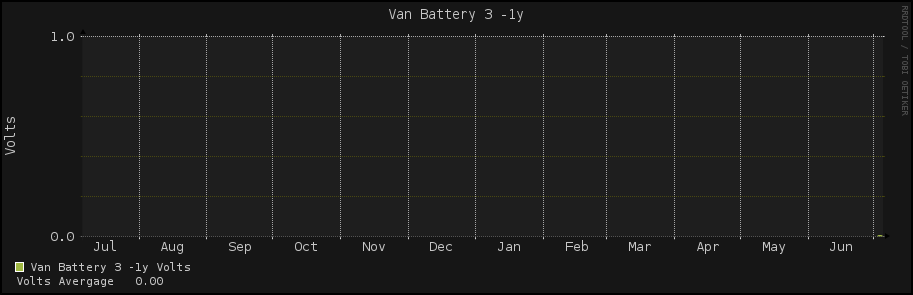 Van Battery 3 -1y
RRDTOOL / TOBI OETIKER
Volts
1.0
0.0
Jul Aug Sep Oct Nov Dec Jan Feb Mar Apr May Jun
Van Battery 3 -1y Volts
Volts Avergage 0.00